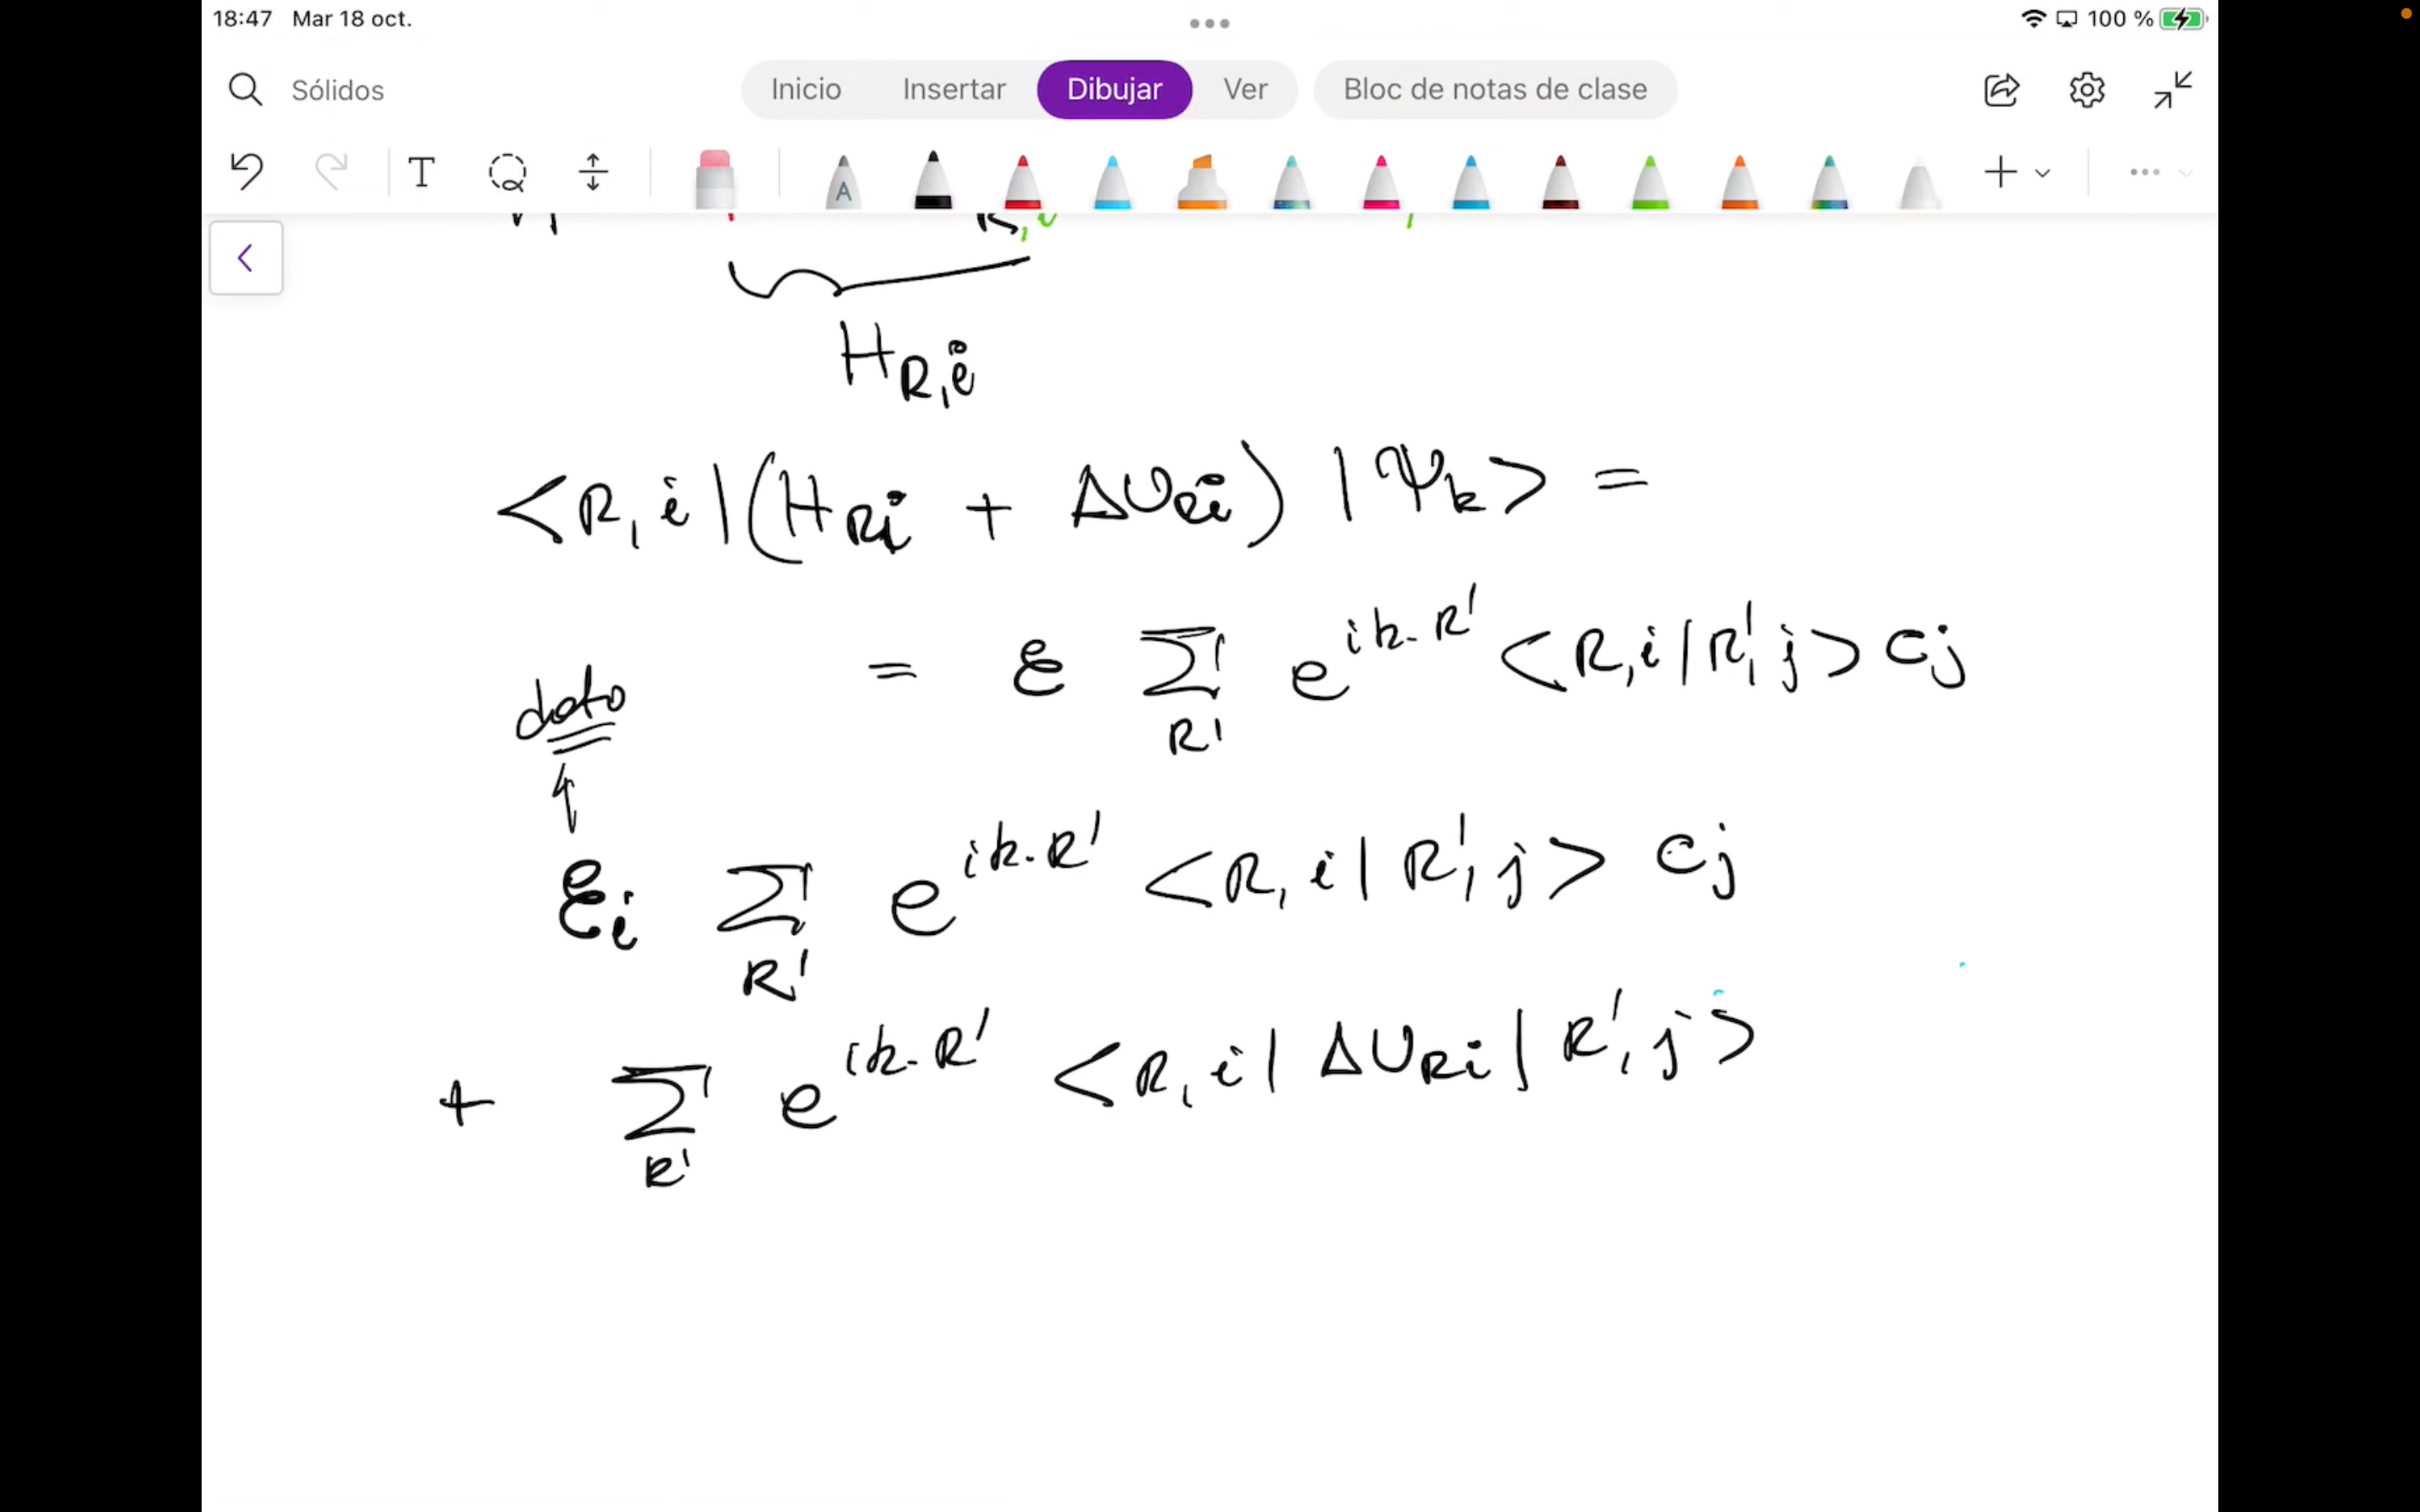 18:47 Mar 18 oct. 100 %
Sólidos Inicio Insertar Dibujar Ver Bloc de notas de clase
T A
H_{R,i}
<R,i|(H_{Ri} + ΔU_{Ri})|Ψ_k> =
= ε Σ_{R'} e^{ik·R'} <R,i|R',j> c_j
dato
ε_i Σ_{R'} e^{ik·R'} <R,i|R',j> c_j
+ Σ_{R'} e^{ik·R'} <R,i|ΔU_{Ri}|R',j>